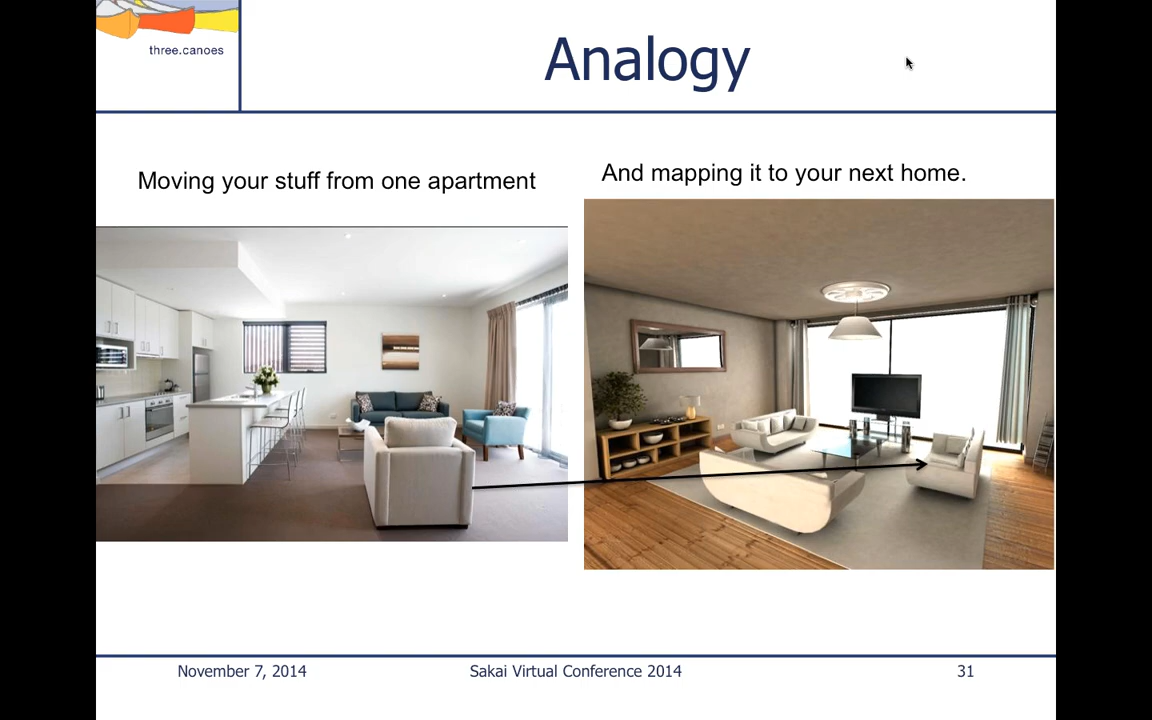 three.canoes
Analogy
Moving your stuff from one apartment
And mapping it to your next home.
November 7, 2014
Sakai Virtual Conference 2014
31